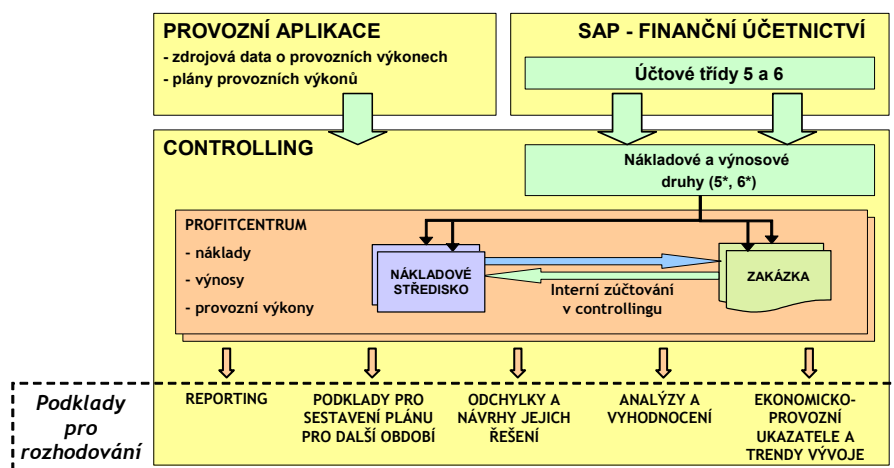 PROVOZNÍ APLIKACE
- zdrojová data o provozních výkonech
- plány provozních výkonů
SAP - FINANČNÍ ÚČETNICTVÍ
Účtové třídy 5 a 6
CONTROLLING
Nákladové a výnosové
druhy (5*, 6*)
PROFITCENTRUM
- náklady
- výnosy
- provozní výkony
NÁKLADOVÉ
STŘEDISKO
Interní zúčtování
v controllingu
ZAKÁZKA
Podklady
pro
rozhodování
REPORTING
PODKLADY PRO
SESTAVENÍ PLÁNU
PRO DALŠÍ OBDOBÍ
ODCHYLKY A
NÁVRHY JEJICH
ŘEŠENÍ
ANALÝZY A
VYHODNOCENÍ
EKONOMICKO-
PROVOZNÍ
UKAZATELE A
TRENDY VÝVOJE